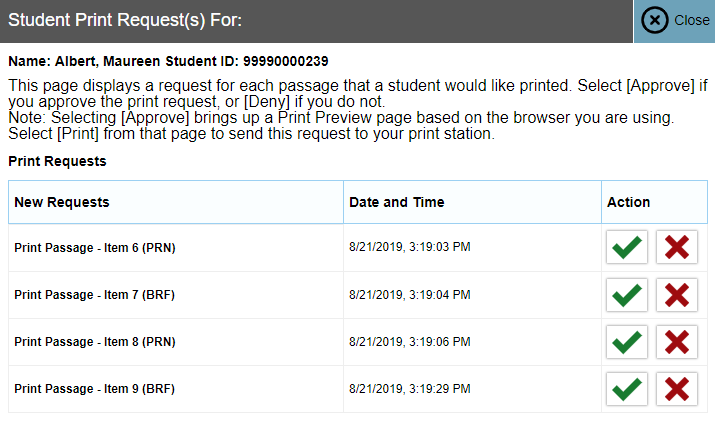 Student Print Request(s) For:
Close
Name: Albert, Maureen Student ID: 99990000239
This page displays a request for each passage that a student would like printed. Select [Approve] if
you approve the print request, or [Deny] if you do not.
Note: Selecting [Approve] brings up a Print Preview page based on the browser you are using.
Select [Print] from that page to send this request to your print station.
Print Requests
New Requests Date and Time Action
Print Passage - Item 6 (PRN) 8/21/2019, 3:19:03 PM
Print Passage - Item 7 (BRF) 8/21/2019, 3:19:04 PM
Print Passage - Item 8 (PRN) 8/21/2019, 3:19:06 PM
Print Passage - Item 9 (BRF) 8/21/2019, 3:19:29 PM